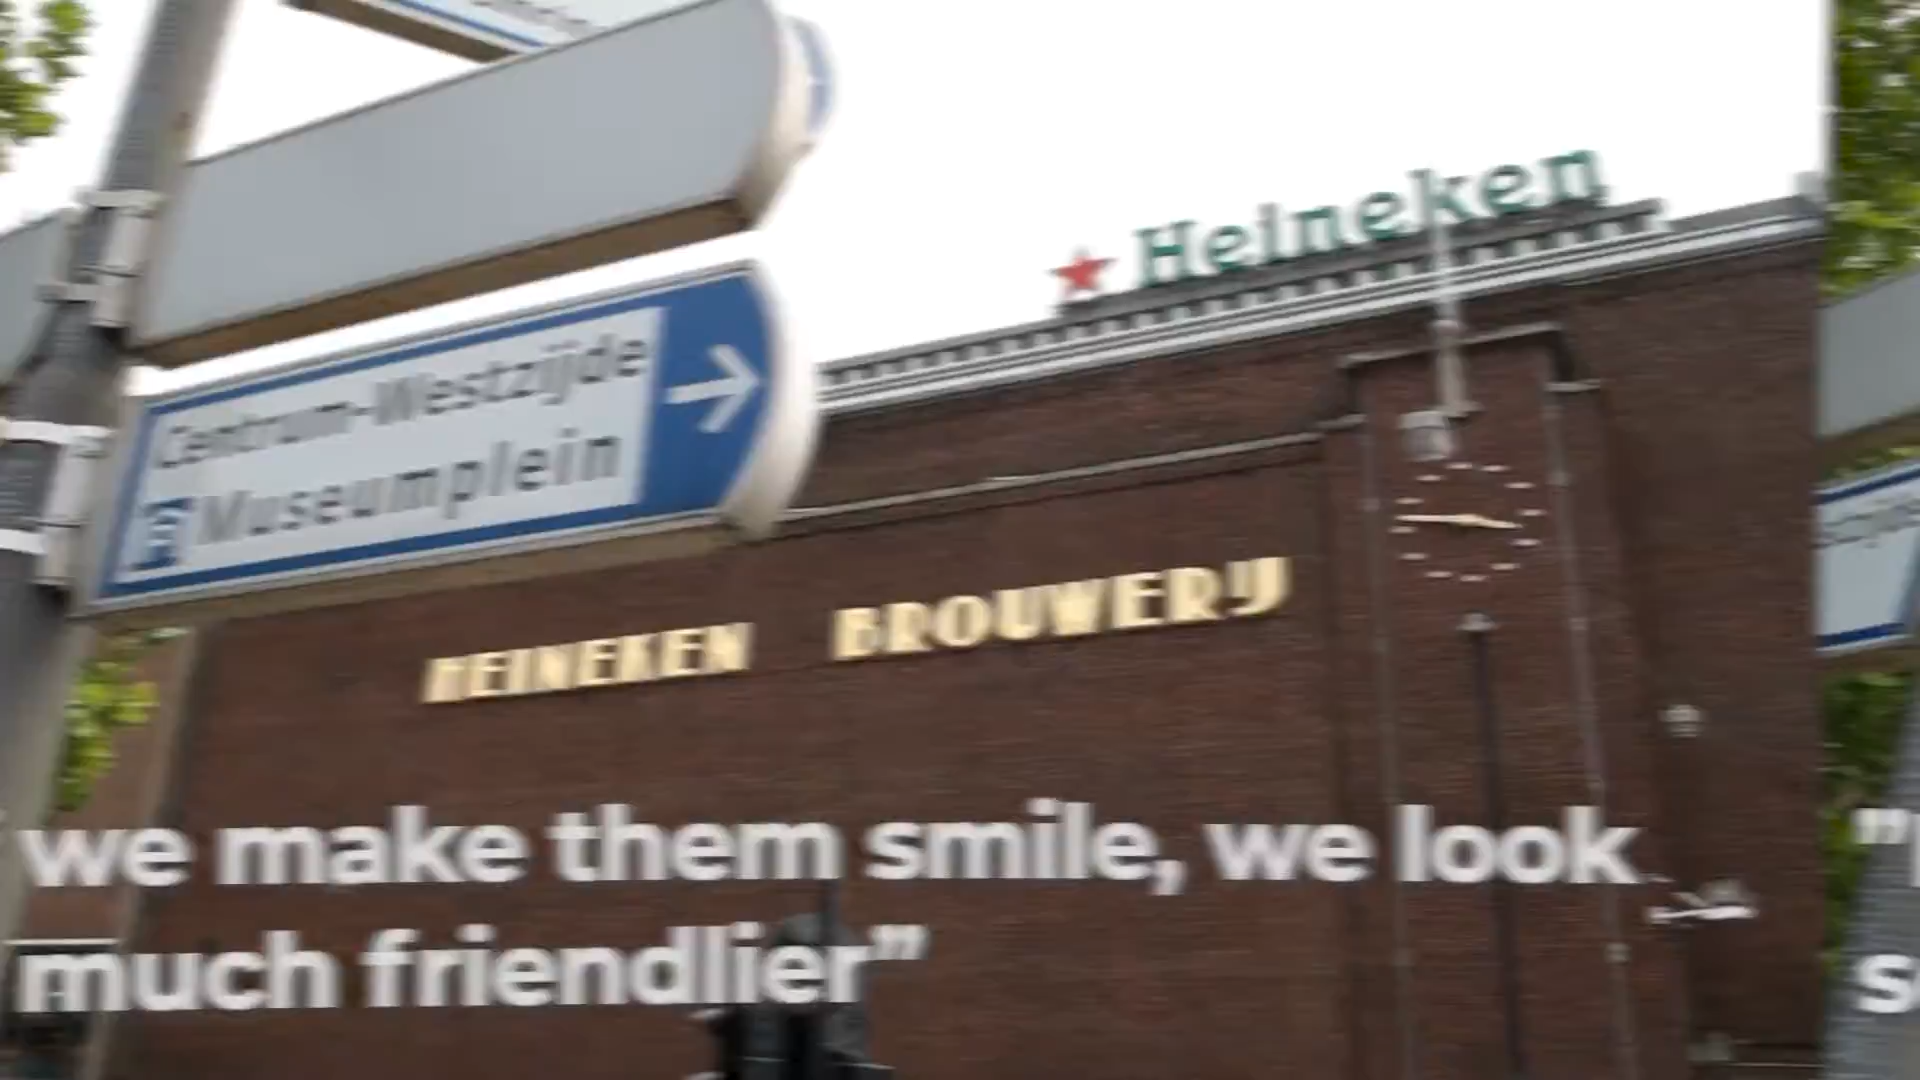 Heineken
Centrum-Westzijde
P Museumplein
HEINEKEN BROUWERIJ
we make them smile, we look
much friendlier"